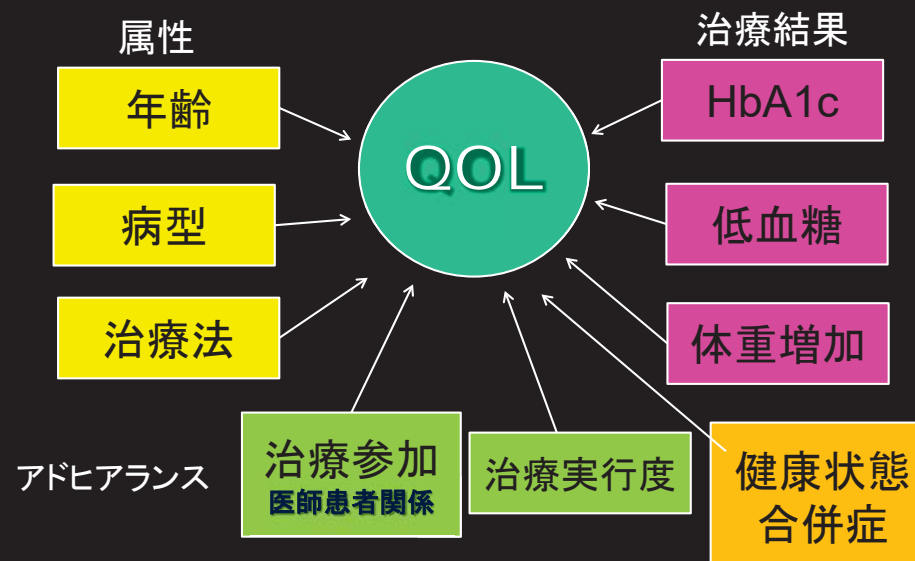 属性
治療結果
年齢
HbA1c
QOL
病型
低血糖
治療法
体重増加
アドヒアランス
治療参加
医師患者関係
治療実行度
健康状態
合併症